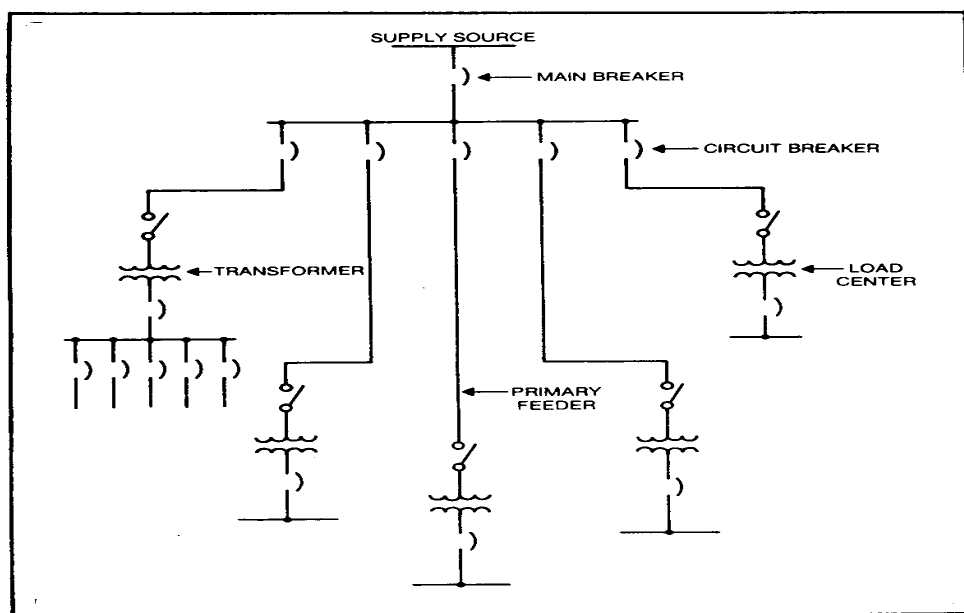 SUPPLY SOURCE
MAIN BREAKER
CIRCUIT BREAKER
TRANSFORMER
LOAD
CENTER
PRIMARY
FEEDER